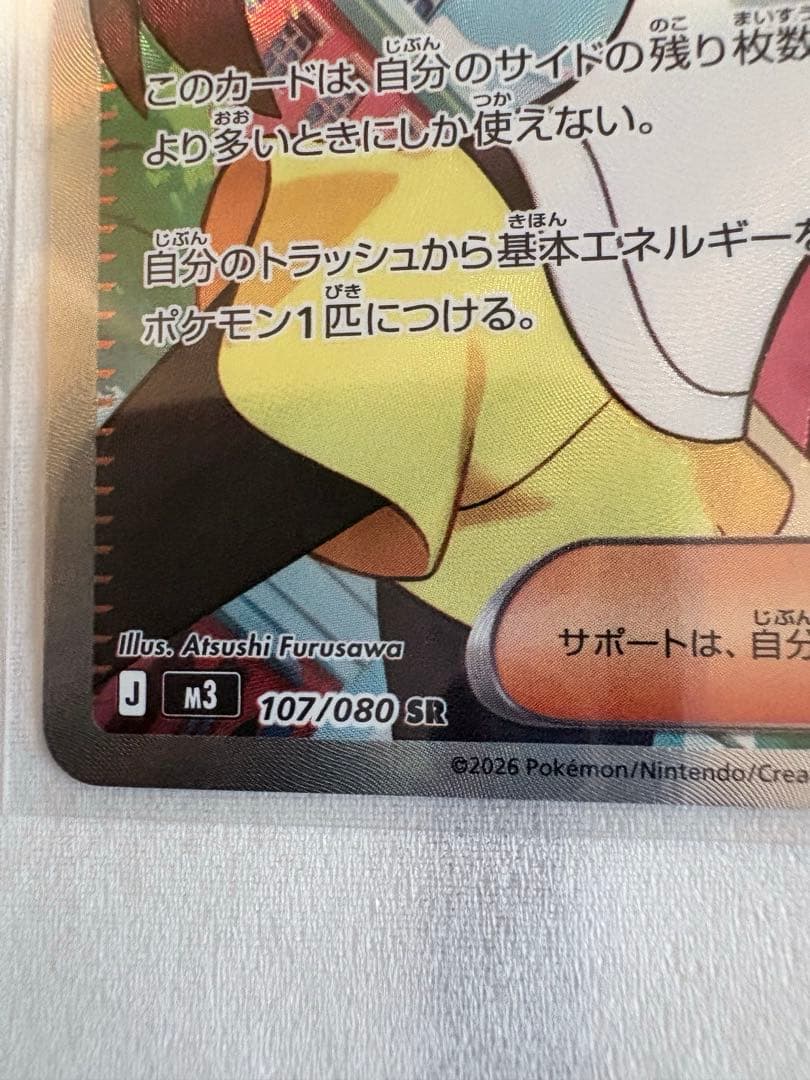 このカードは、自分のサイドの残り枚数
より多いときにしか使えない。
自分のトラッシュから基本エネルギーを
ポケモン1匹につける。
サポートは、自分
Illus. Atsushi Furusawa
J M3 107/080 SR
©2026 Pokémon/Nintendo/Crea